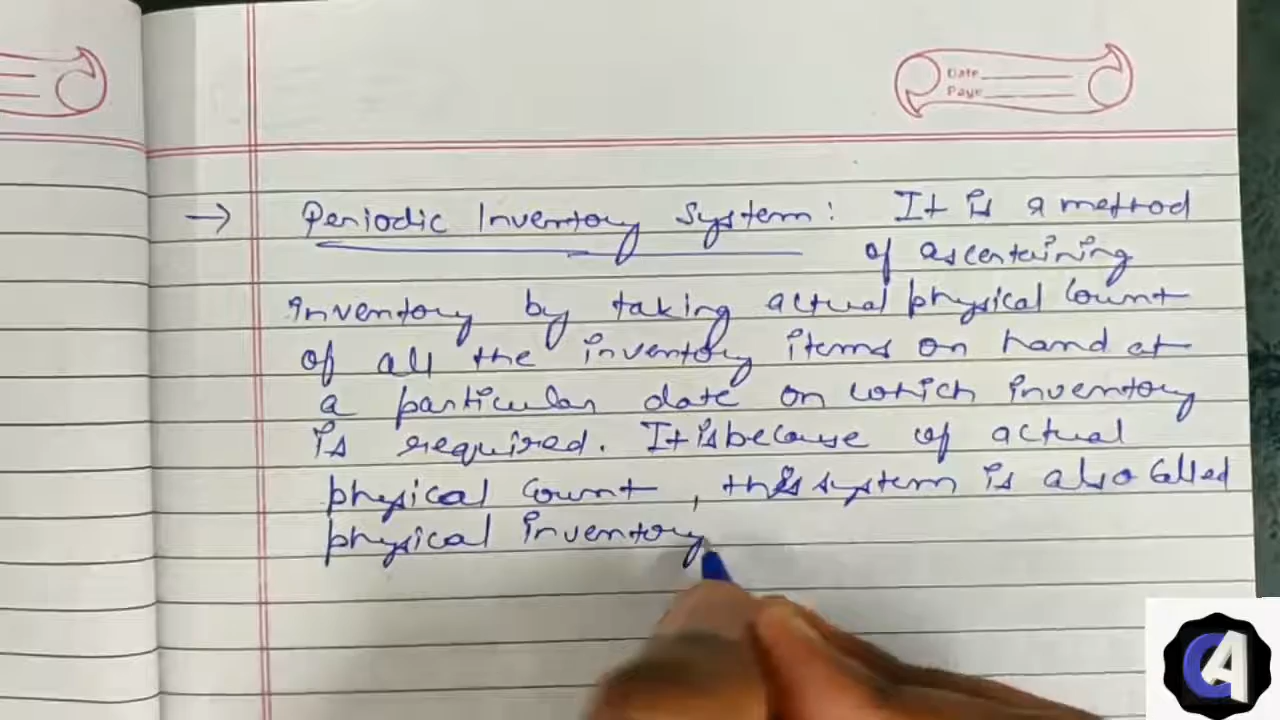 Date
Page
→ Periodic Inventory System: It is a method
of ascertaining
inventory by taking actual physical count
of all the inventory items on hand at
a particular date on which inventory
is required. It is because of actual
physical count, this system is also called
physical inventory
CA